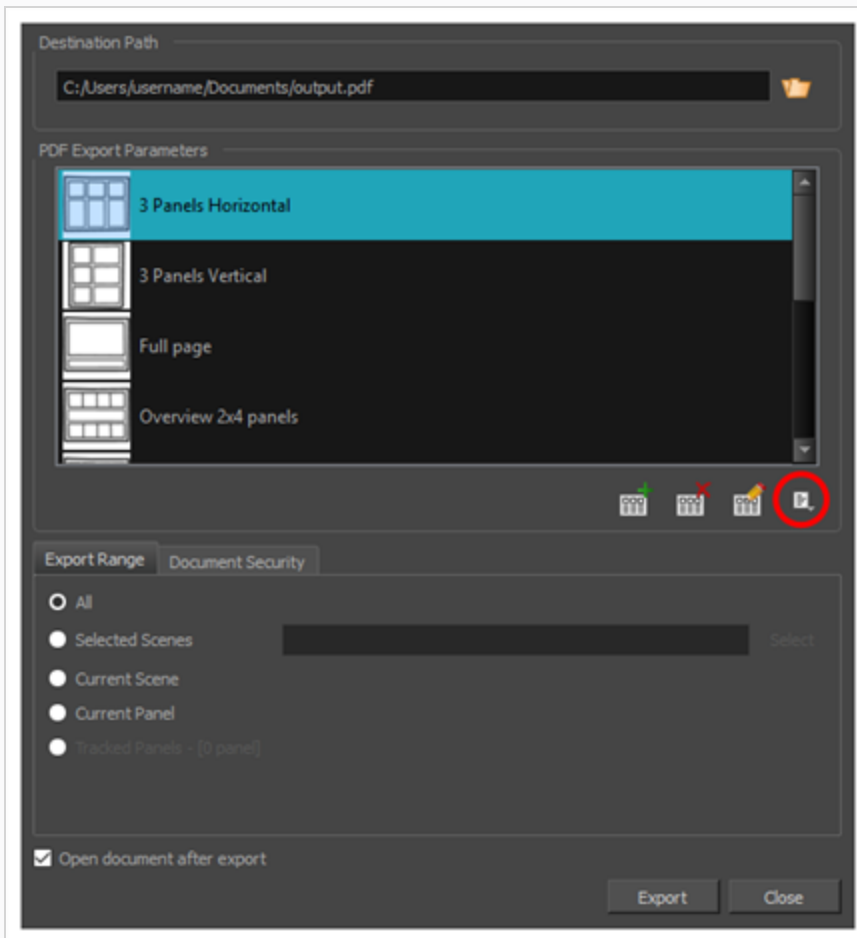 Destination Path
C:/Users/username/Documents/output.pdf
PDF Export Parameters
3 Panels Horizontal
3 Panels Vertical
Full page
Overview 2x4 panels
Export Range Document Security
All
Selected Scenes Select
Current Scene
Current Panel
Tracked Panels - [0 panel]
Open document after export
Export Close